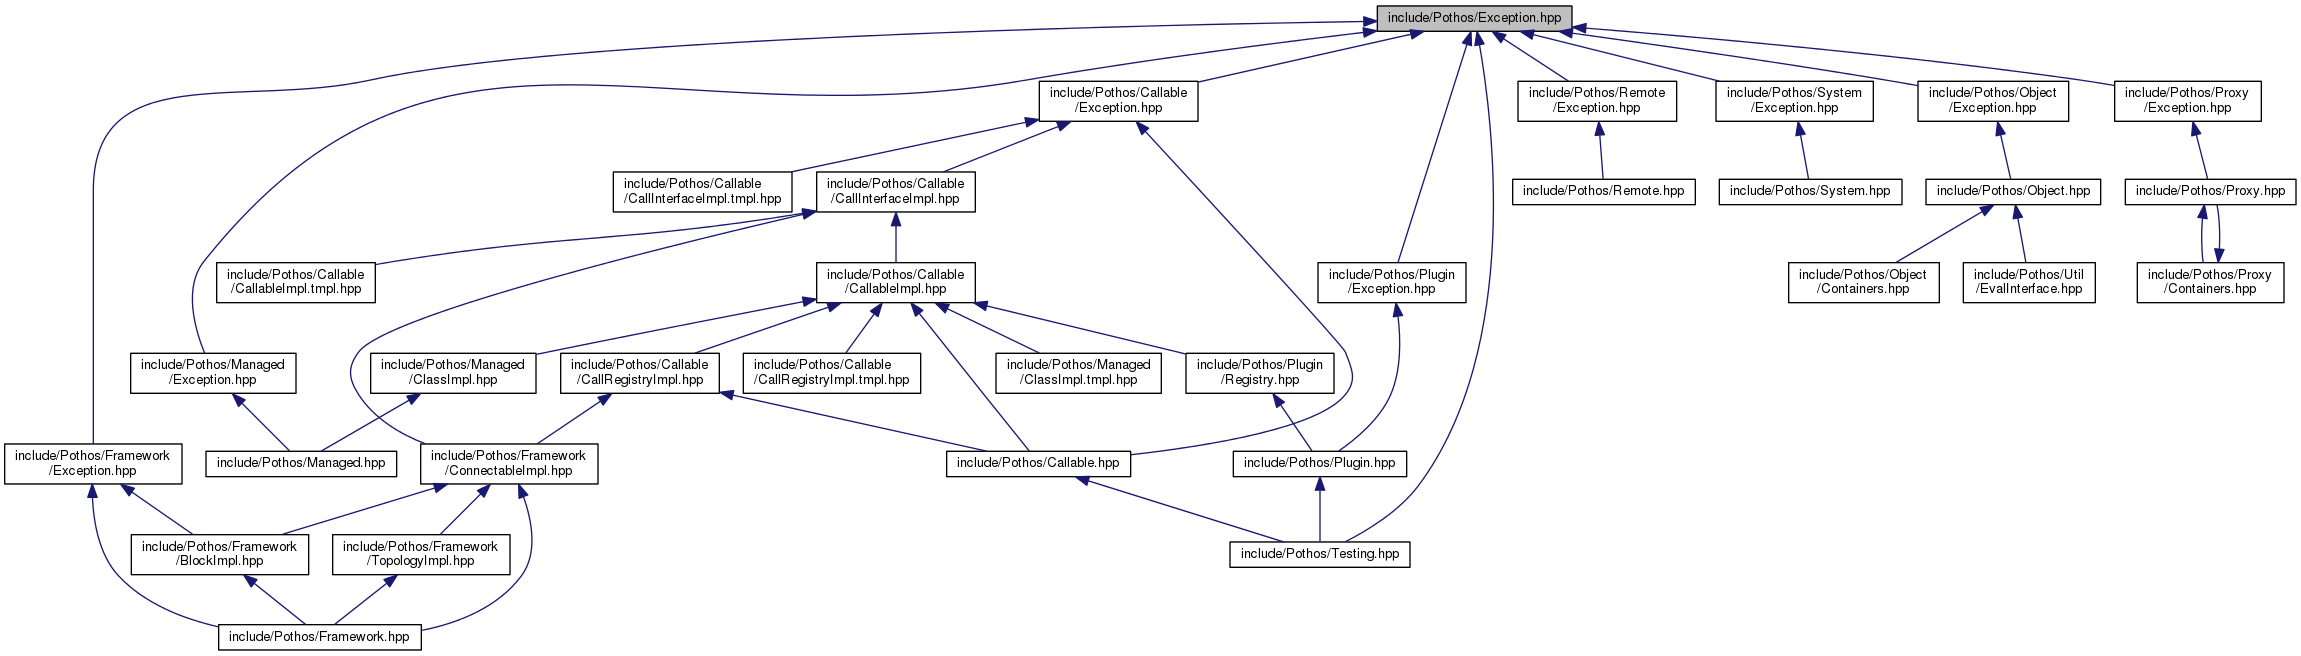 include/Pothos/Exception.hpp
include/Pothos/Callable
/Exception.hpp
include/Pothos/Remote
/Exception.hpp
include/Pothos/System
/Exception.hpp
include/Pothos/Object
/Exception.hpp
include/Pothos/Proxy
/Exception.hpp
include/Pothos/Callable
/CallInterfaceImpl.tmpl.hpp
include/Pothos/Callable
/CallInterfaceImpl.hpp
include/Pothos/Remote.hpp
include/Pothos/System.hpp
include/Pothos/Object.hpp
include/Pothos/Proxy.hpp
include/Pothos/Callable
/CallableImpl.tmpl.hpp
include/Pothos/Callable
/CallableImpl.hpp
include/Pothos/Plugin
/Exception.hpp
include/Pothos/Object
/Containers.hpp
include/Pothos/Util
/EvalInterface.hpp
include/Pothos/Proxy
/Containers.hpp
include/Pothos/Managed
/Exception.hpp
include/Pothos/Managed
/ClassImpl.hpp
include/Pothos/Callable
/CallRegistryImpl.hpp
include/Pothos/Callable
/CallRegistryImpl.tmpl.hpp
include/Pothos/Managed
/ClassImpl.tmpl.hpp
include/Pothos/Plugin
/Registry.hpp
include/Pothos/Framework
/Exception.hpp
include/Pothos/Managed.hpp
include/Pothos/Framework
/ConnectableImpl.hpp
include/Pothos/Callable.hpp
include/Pothos/Plugin.hpp
include/Pothos/Framework
/BlockImpl.hpp
include/Pothos/Framework
/TopologyImpl.hpp
include/Pothos/Testing.hpp
include/Pothos/Framework.hpp